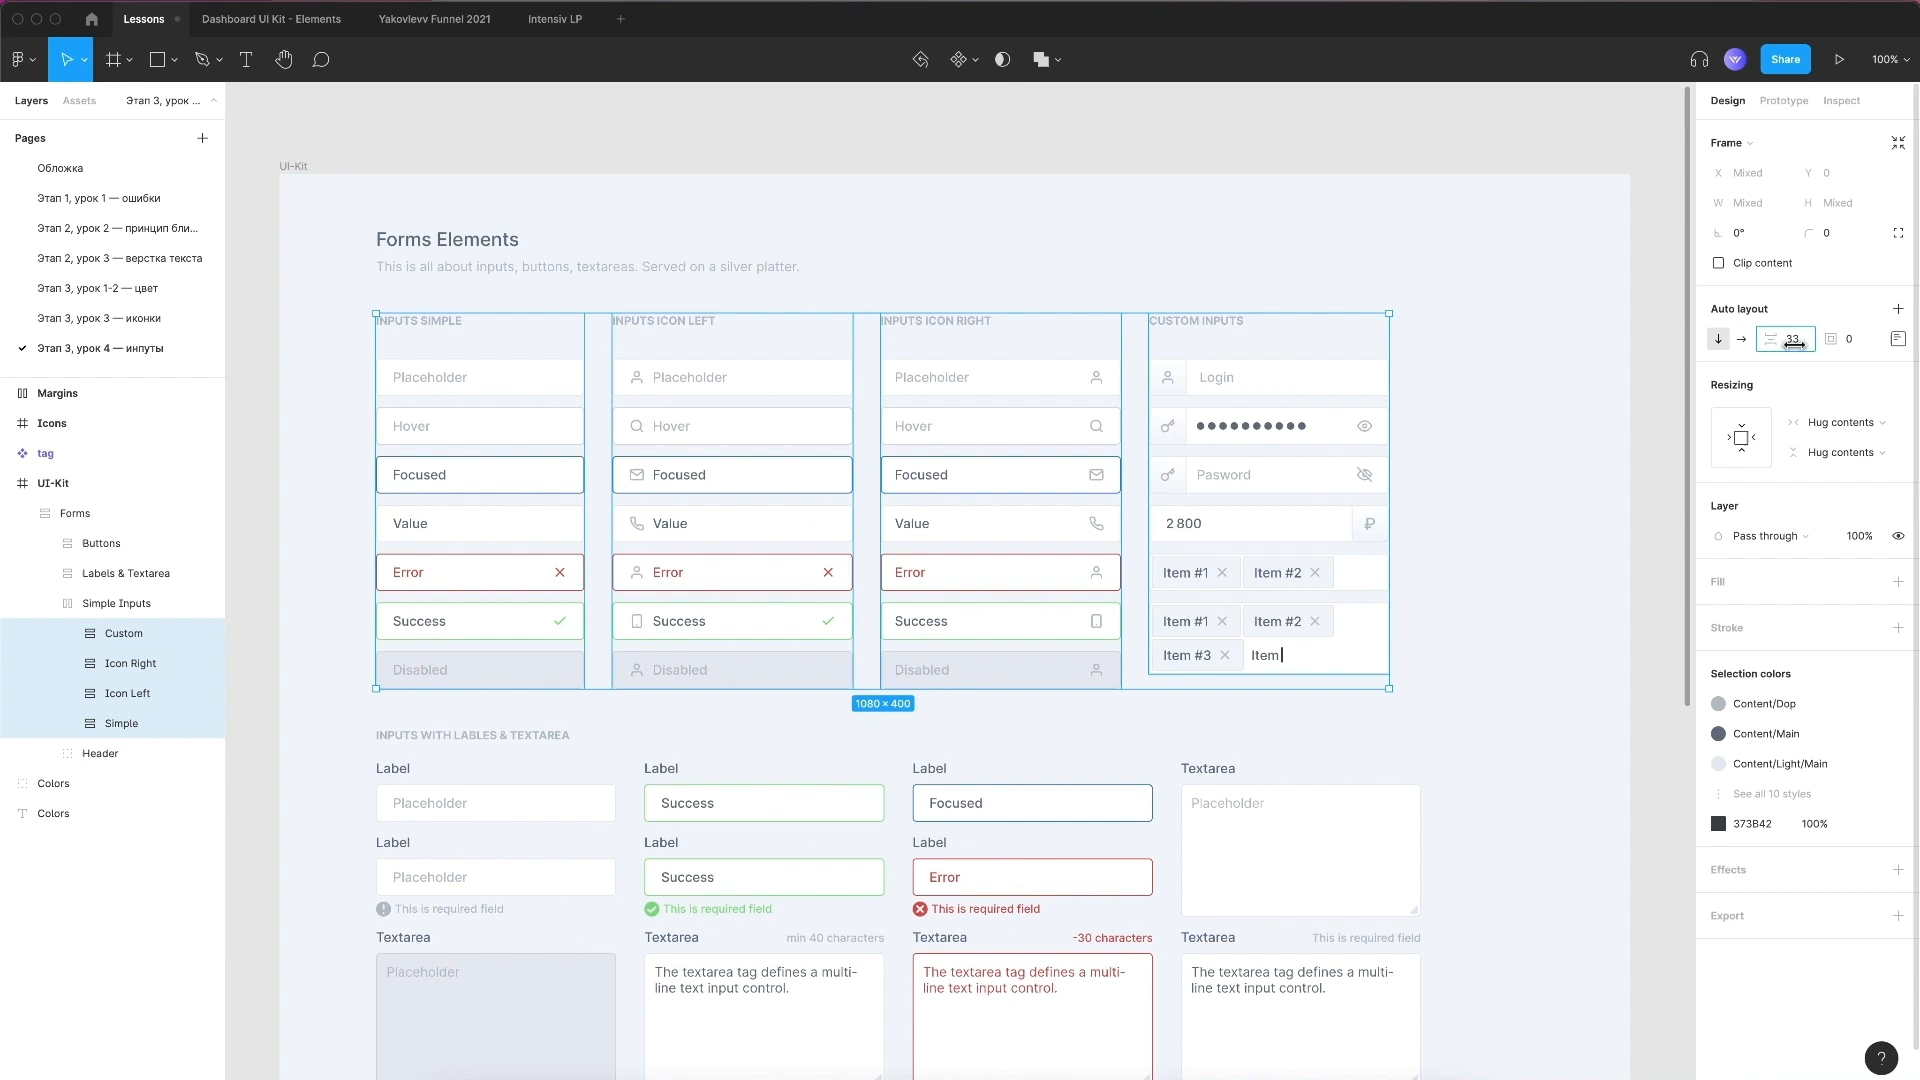 Lessons
Dashboard UI Kit - Elements
Yakovlevv Funnel 2021
Intensiv LP
Share
100%
Layers
Assets
Этап 3, урок ...
Pages
Обложка
Этап 1, урок 1 — ошибки
Этап 2, урок 2 — принцип бли...
Этап 2, урок 3 — верстка текста
Этап 3, урок 1-2 — цвет
Этап 3, урок 3 — иконки
Этап 3, урок 4 — инпуты
Margins
Icons
tag
UI-Kit
Forms
Buttons
Labels & Textarea
Simple Inputs
Custom
Icon Right
Icon Left
Simple
Header
Colors
Colors
UI-Kit
Forms Elements
This is all about inputs, buttons, textareas. Served on a silver platter.
INPUTS SIMPLE
Placeholder
Hover
Focused
Value
Error
Success
Disabled
INPUTS ICON LEFT
Placeholder
Hover
Focused
Value
Error
Success
Disabled
INPUTS ICON RIGHT
Placeholder
Hover
Focused
Value
Error
Success
Disabled
CUSTOM INPUTS
Login
Pasword
2 800 ₽
Item #1 Item #2
Item #1 Item #2
Item #3 Item
1080 × 400
INPUTS WITH LABLES & TEXTAREA
Label
Placeholder
Label
Success
Label
Focused
Textarea
Placeholder
Label
Placeholder
This is required field
Label
Success
This is required field
Label
Error
This is required field
Textarea
Placeholder
Textarea min 40 characters
The textarea tag defines a multi-
line text input control.
Textarea -30 characters
The textarea tag defines a multi-
line text input control.
Textarea This is required field
The textarea tag defines a multi-
line text input control.
Design
Prototype
Inspect
Frame
X Mixed Y 0
W Mixed H Mixed
0° 0
Clip content
Auto layout
33 0
Resizing
Hug contents
Hug contents
Layer
Pass through 100%
Fill
Stroke
Selection colors
Content/Dop
Content/Main
Content/Light/Main
See all 10 styles
373B42 100%
Effects
Export
?